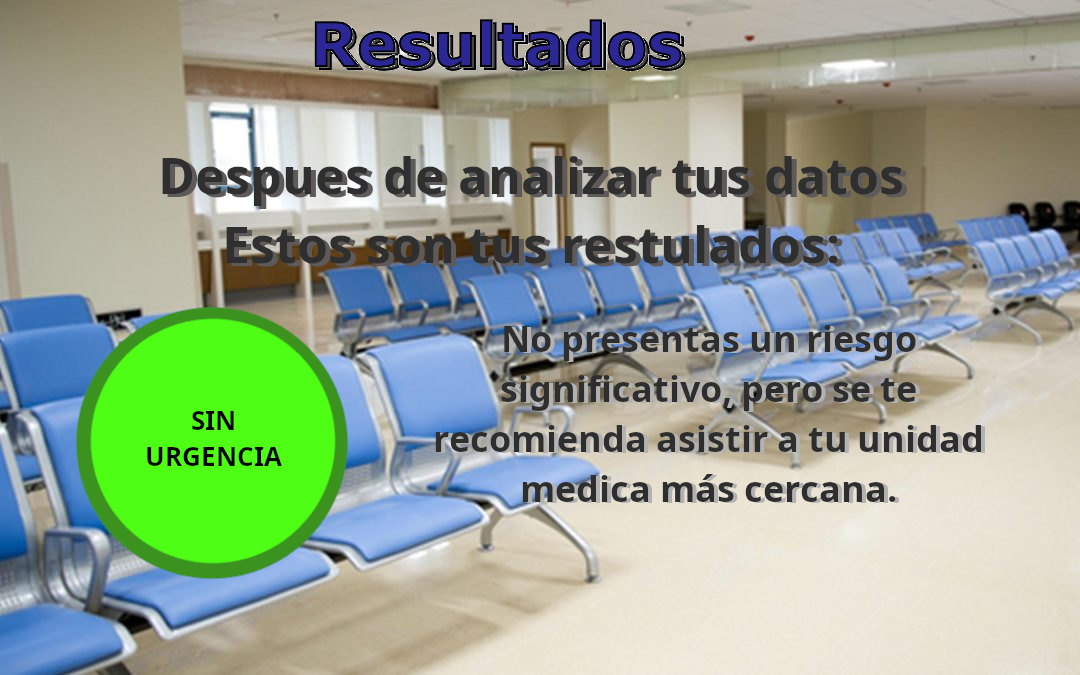 Resultados
Despues de analizar tus datos
Estos son tus restulados:
SIN
URGENCIA
No presentas un riesgo
significativo, pero se te
recomienda asistir a tu unidad
medica más cercana.